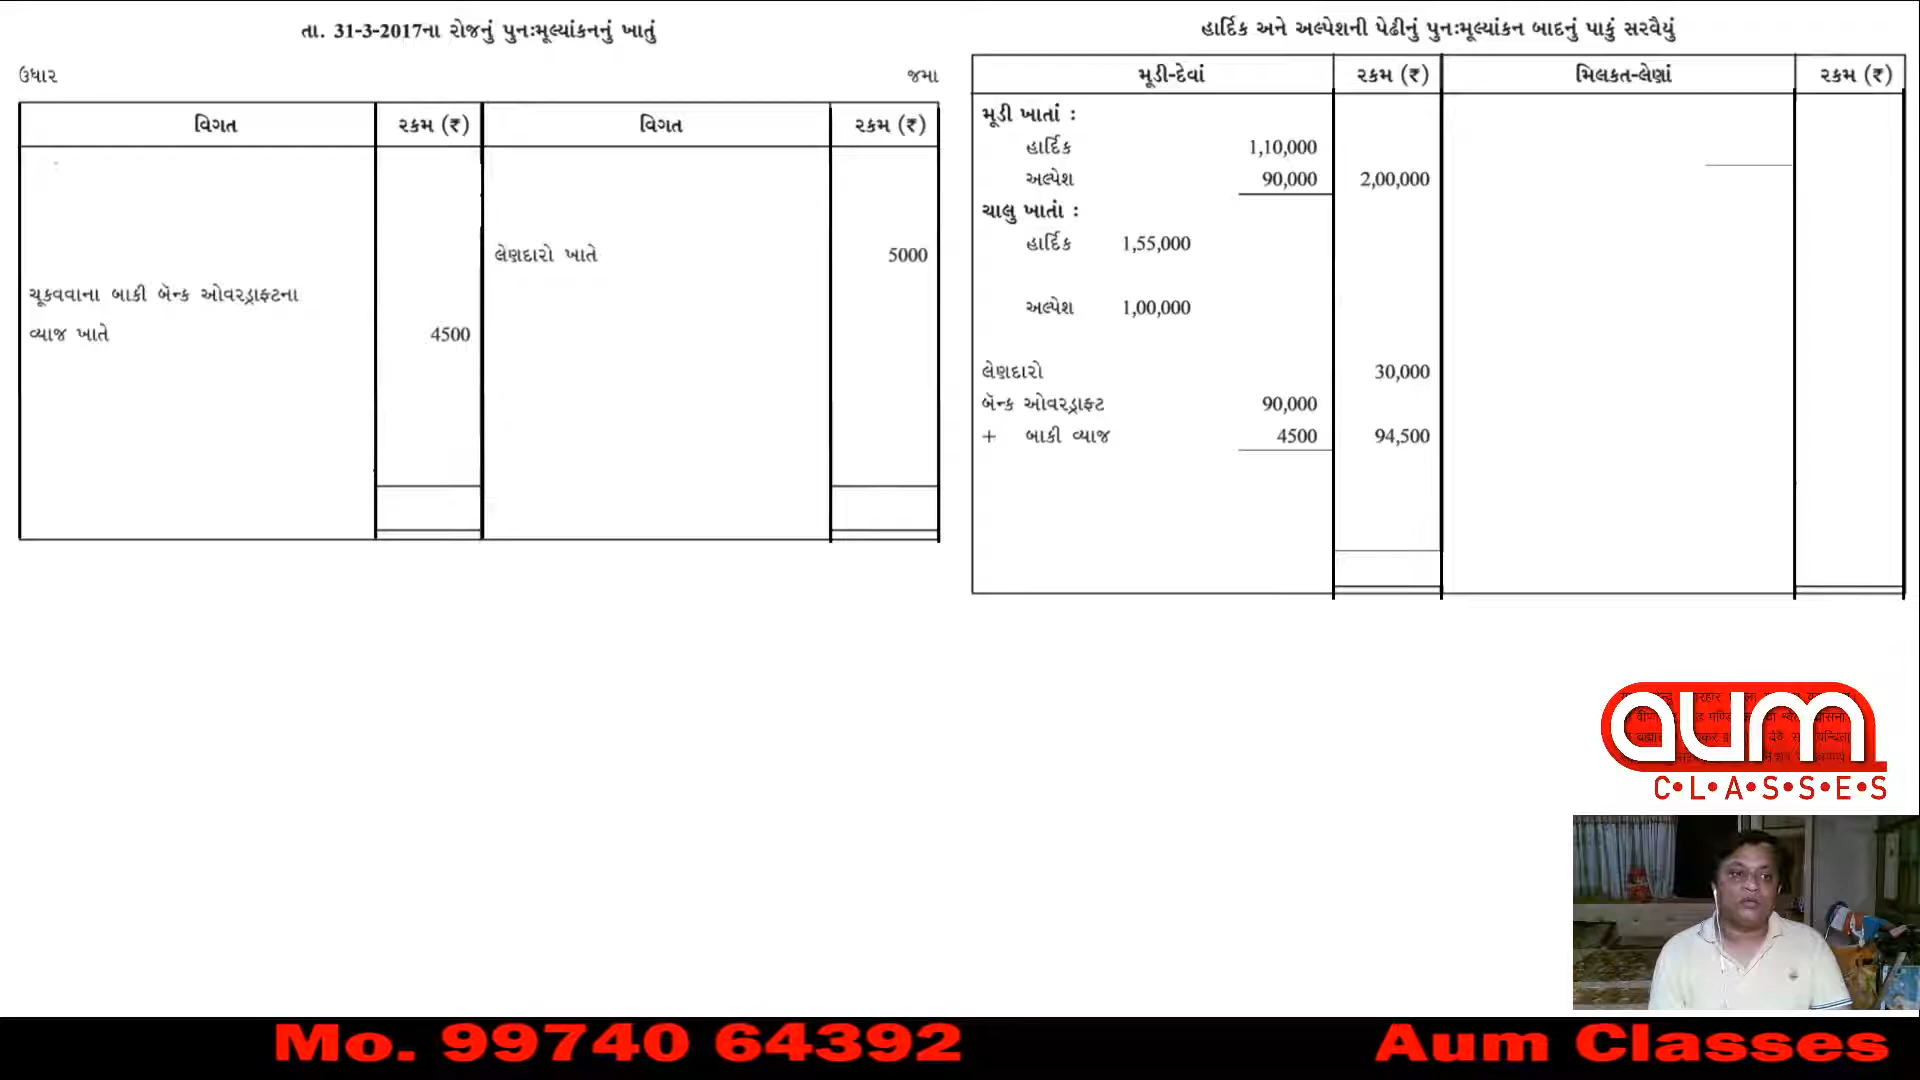 તા. 31-3-2017ના રોજનું પુનઃમૂલ્યાંકનનું ખાતું
ઉધાર જમા
વિગત રકમ (₹) વિગત રકમ (₹)
લેણદારો ખાતે 5000
ચૂકવવાના બાકી બૅન્ક ઓવરડ્રાફ્ટના
વ્યાજ ખાતે 4500
હાર્દિક અને અલ્પેશની પેઢીનું પુનઃમૂલ્યાંકન બાદનું પાકું સરવૈયું
મૂડી-દેવાં રકમ (₹) મિલકત-લેણાં રકમ (₹)
મૂડી ખાતાં :
હાર્દિક 1,10,000
અલ્પેશ 90,000 2,00,000
ચાલુ ખાતાં :
હાર્દિક 1,55,000
અલ્પેશ 1,00,000
લેણદારો 30,000
બૅન્ક ઓવરડ્રાફ્ટ 90,000
+ બાકી વ્યાજ 4500 94,500
aum
C•L•A•S•S•E•S
Mo. 99740 64392 Aum Classes